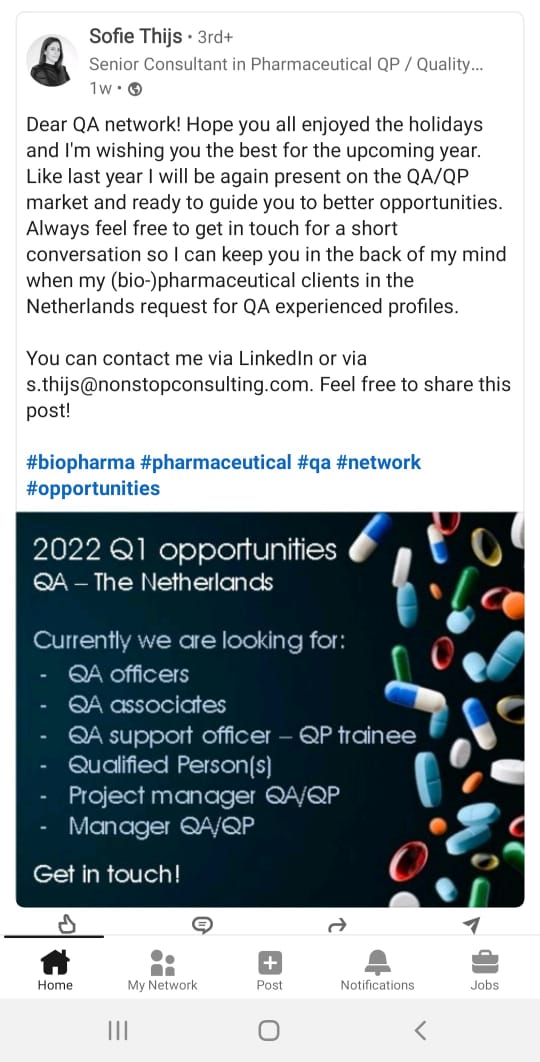 Sofie Thijs • 3rd+
Senior Consultant in Pharmaceutical QP / Quality...
1w •
Dear QA network! Hope you all enjoyed the holidays
and I'm wishing you the best for the upcoming year.
Like last year I will be again present on the QA/QP
market and ready to guide you to better opportunities.
Always feel free to get in touch for a short
conversation so I can keep you in the back of my mind
when my (bio-)pharmaceutical clients in the
Netherlands request for QA experienced profiles.
You can contact me via LinkedIn or via
s.thijs@nonstopconsulting.com. Feel free to share this
post!
#biopharma #pharmaceutical #qa #network
#opportunities
2022 Q1 opportunities
QA – The Netherlands
Currently we are looking for:
- QA officers
- QA associates
- QA support officer – QP trainee
- Qualified Person(s)
- Project manager QA/QP
- Manager QA/QP
Get in touch!
Home My Network Post Notifications Jobs